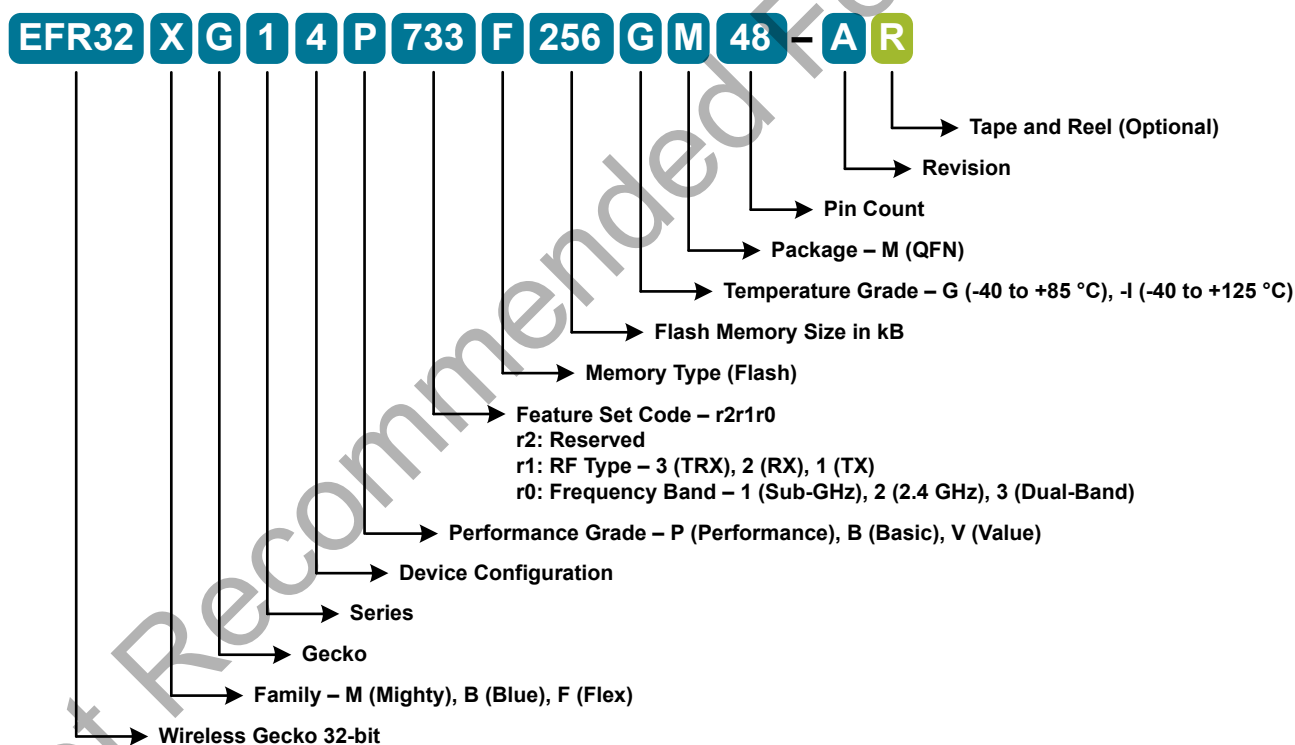 EFR32 X G 1 4 P 733 F 256 G M 48 – A R
Tape and Reel (Optional)
Revision
Pin Count
Package – M (QFN)
Temperature Grade – G (-40 to +85 °C), -I (-40 to +125 °C)
Flash Memory Size in kB
Memory Type (Flash)
Feature Set Code – r2r1r0
r2: Reserved
r1: RF Type – 3 (TRX), 2 (RX), 1 (TX)
r0: Frequency Band – 1 (Sub-GHz), 2 (2.4 GHz), 3 (Dual-Band)
Performance Grade – P (Performance), B (Basic), V (Value)
Device Configuration
Series
Gecko
Family – M (Mighty), B (Blue), F (Flex)
Wireless Gecko 32-bit
Recommended